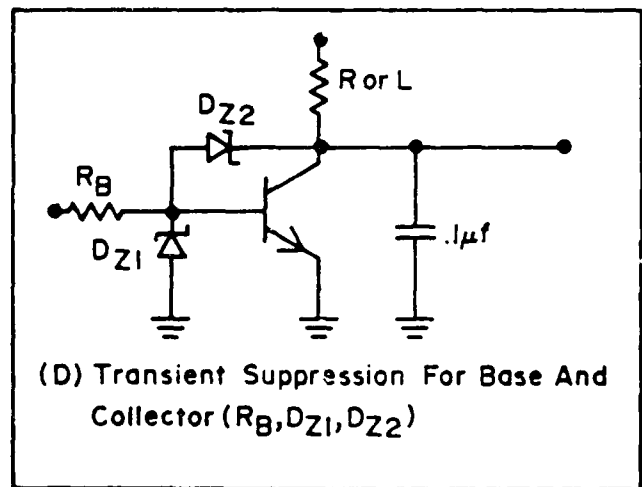 R or L
DZ2
RB
DZ1
.1µf
(D) Transient Suppression For Base And
Collector (RB, DZ1, DZ2)